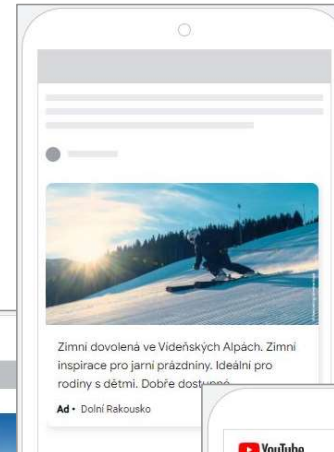 Zimní dovolená ve Vídeňských Alpách. Zimní
inspirace pro jarní prázdniny. Ideální pro
rodiny s dětmi. Dobře dostupné
Ad • Dolní Rakousko
YouTube